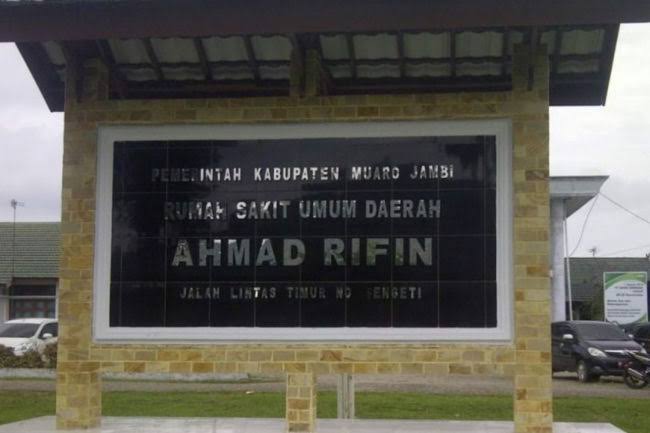 PEMERINTAH KABUPATEN MUARO JAMBI
RUMAH SAKIT UMUM DAERAH
AHMAD RIFIN
JALAN LINTAS TIMUR NO SENGETI